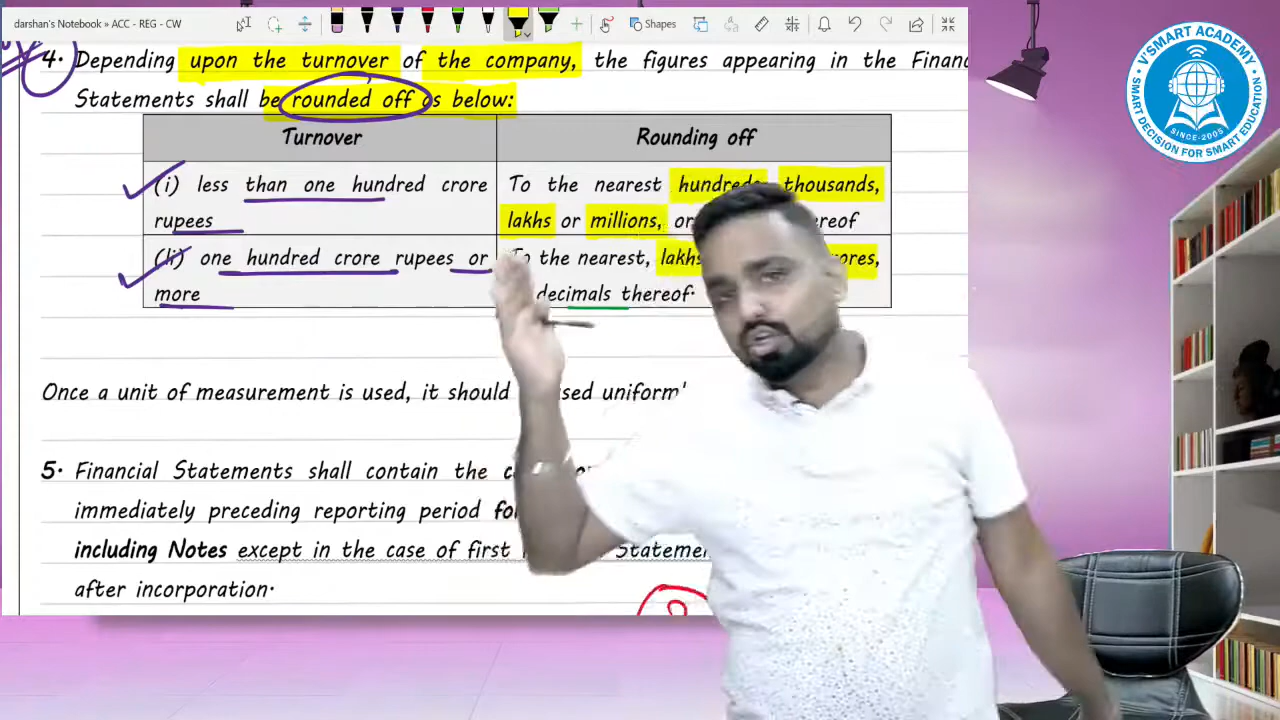 darshan's Notebook » ACC - REG - CW
Shapes
4. Depending upon the turnover of the company, the figures appearing in the Finan
Statements shall be rounded off as below:
Turnover
Rounding off
(i) less than one hundred crore
rupees
To the nearest hundreds, thousands,
lakhs or millions, or thereof
(ii) one hundred crore rupees or
more
To the nearest, lakhs
decimals thereof.
Once a unit of measurement is used, it should used uniform
5. Financial Statements shall contain the
immediately preceding reporting period
including Notes except in the case of first Statemen
after incorporation.
V'SMART ACADEMY
SINCE-2005
SMART DECISION FOR SMART EDUCATION